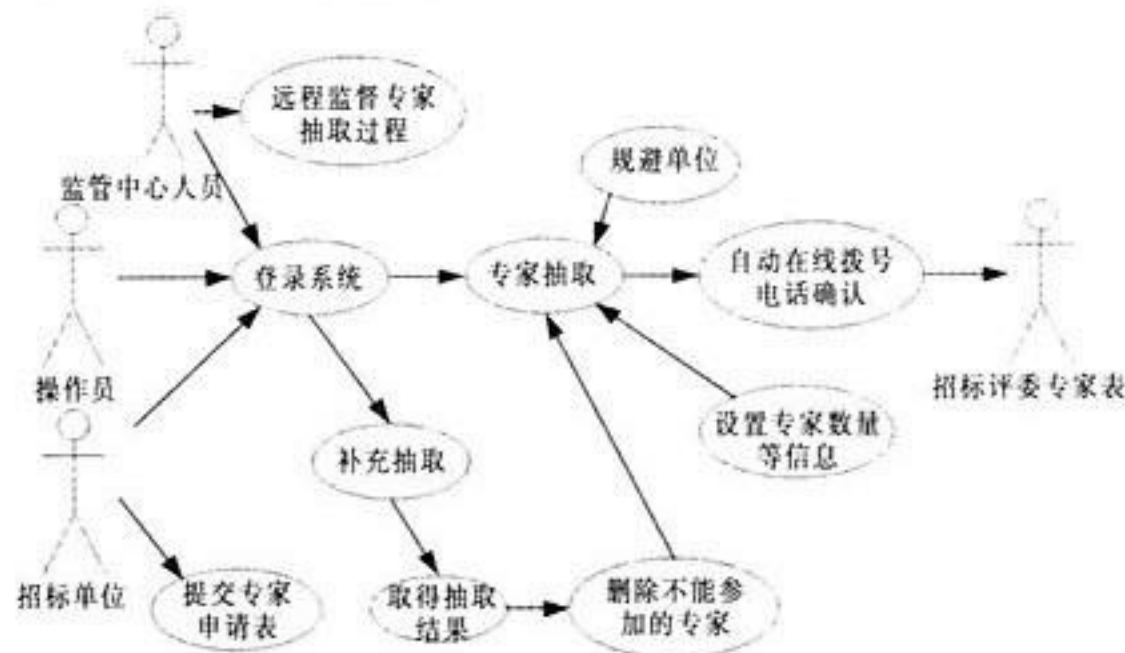 远程监督专家
抽取过程
监管中心人员
规避单位
登录系统
专家抽取
自动在线拨号
电话确认
操作员
招标评委专家表
设置专家数量
等信息
补充抽取
招标单位
提交专家
申请表
取得抽取
结果
删除不能参
加的专家